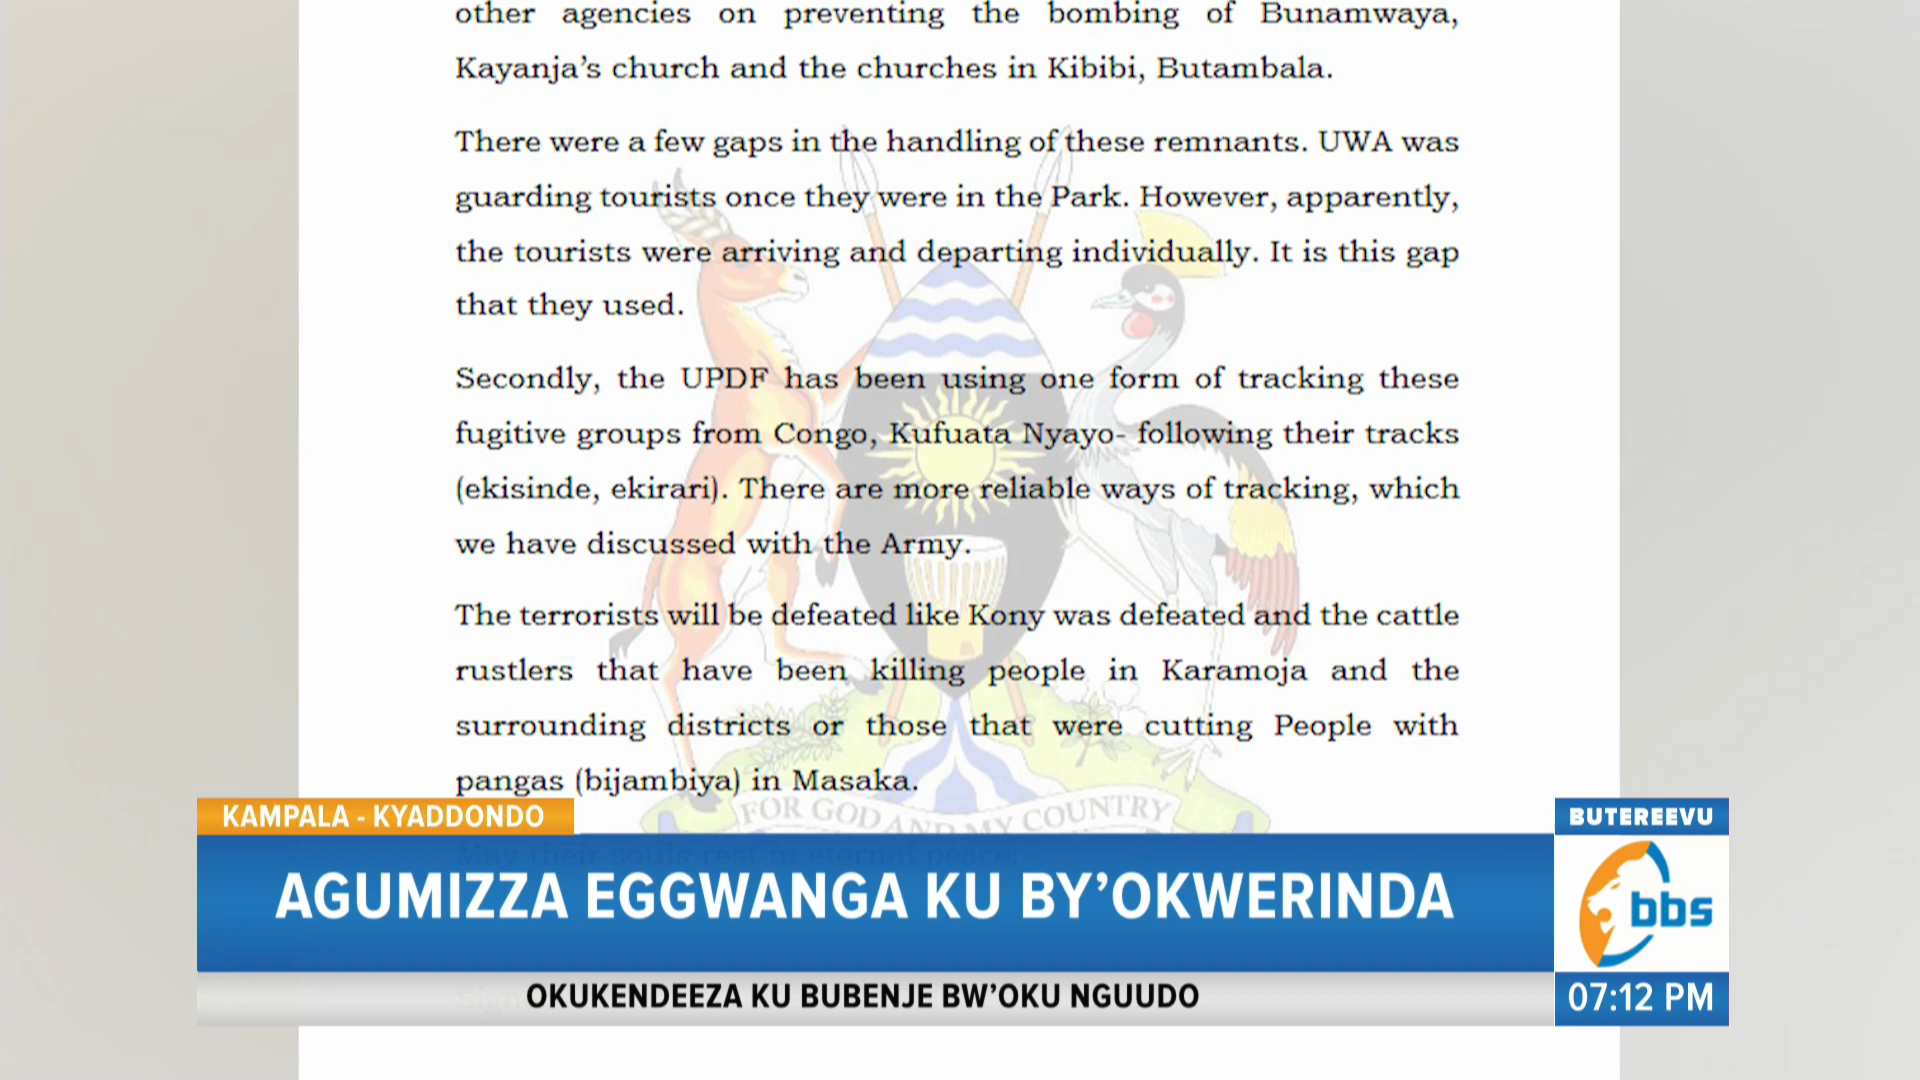 other agencies on preventing the bombing of Bunamwaya,
Kayanja's church and the churches in Kibibi, Butambala.
There were a few gaps in the handling of these remnants. UWA was
guarding tourists once they were in the Park. However, apparently,
the tourists were arriving and departing individually. It is this gap
that they used.
Secondly, the UPDF has been using one form of tracking these
fugitive groups from Congo, Kufuata Nyayo- following their tracks
(ekisinde, ekirari). There are more reliable ways of tracking, which
we have discussed with the Army.
The terrorists will be defeated like Kony was defeated and the cattle
rustlers that have been killing people in Karamoja and the
surrounding districts or those that were cutting People with
pangas (bijambiya) in Masaka.
FOR GOD AND MY COUNTRY
May their souls rest in eternal peace.
KAMPALA - KYADDONDO
AGUMIZZA EGGWANGA KU BY'OKWERINDA
OKUKENDEEZA KU BUBENJE BW'OKU NGUUDO
BUTEREEVU
bbs
07:12 PM